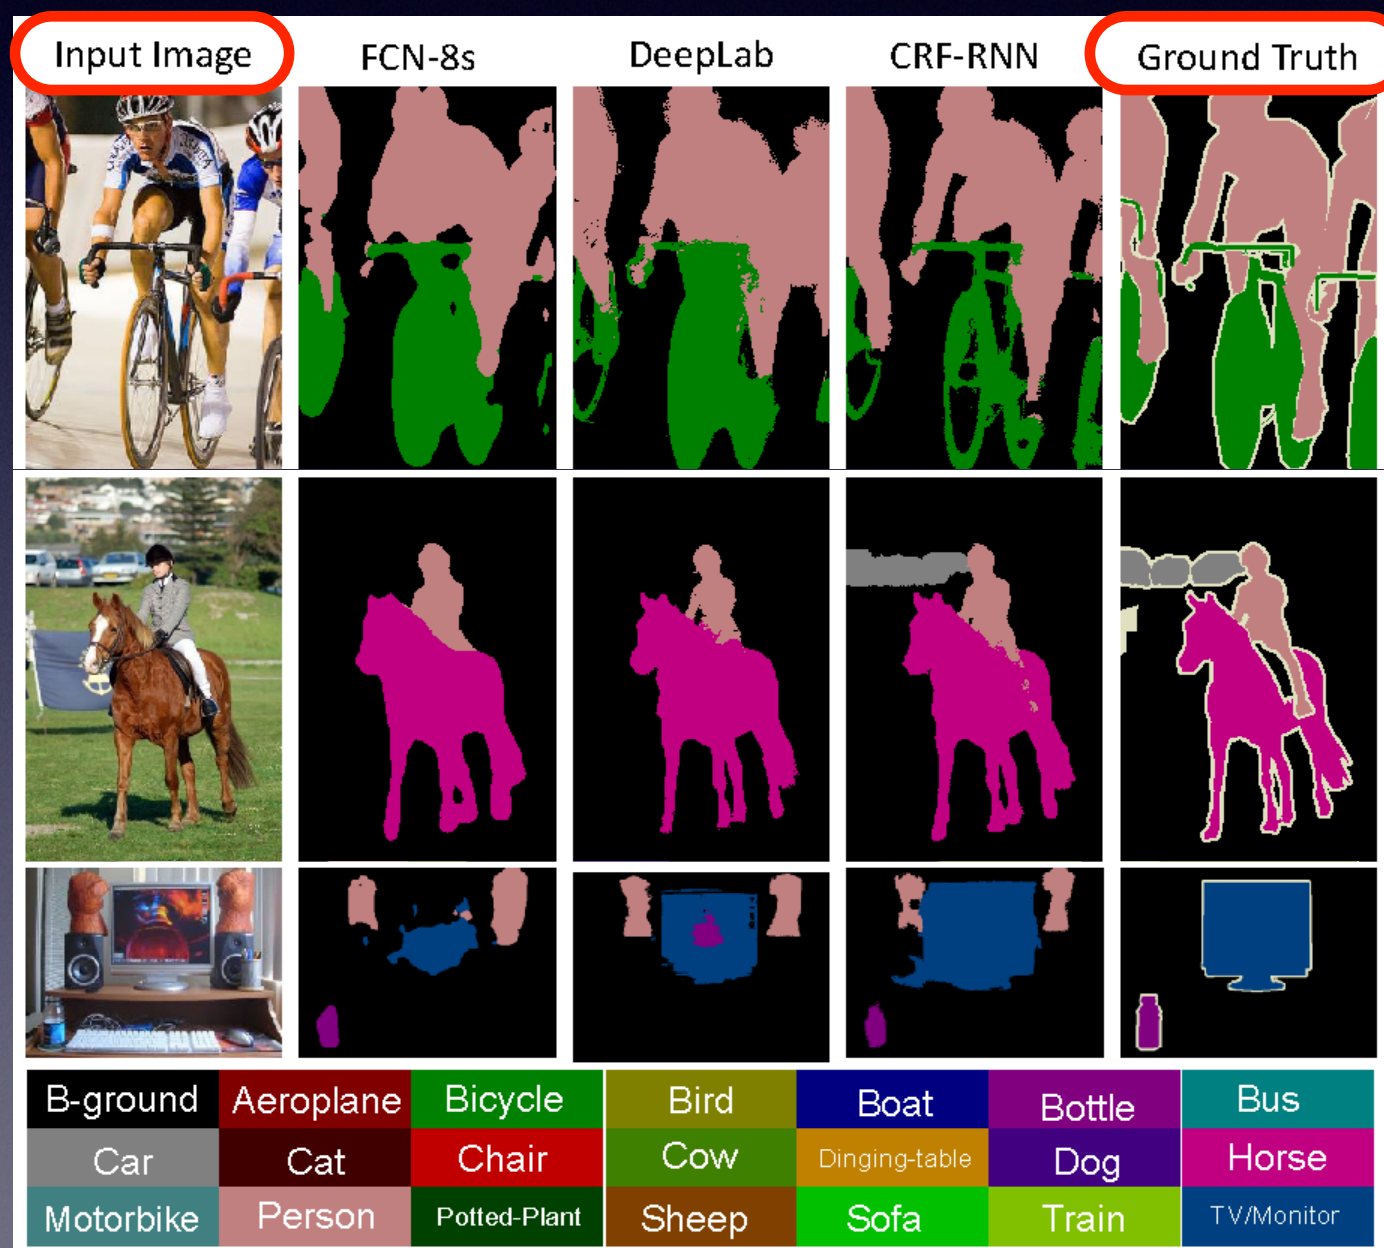 Input Image FCN-8s DeepLab CRF-RNN Ground Truth
B-ground Aeroplane Bicycle Bird Boat Bottle Bus
Car Cat Chair Cow Dinging-table Dog Horse
Motorbike Person Potted-Plant Sheep Sofa Train TV/Monitor